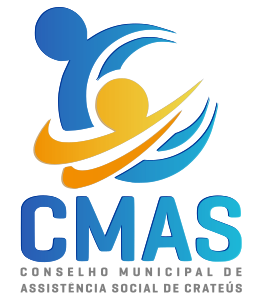 CMAS
CONSELHO MUNICIPAL DE
ASSISTÊNCIA SOCIAL DE CRATEÚS